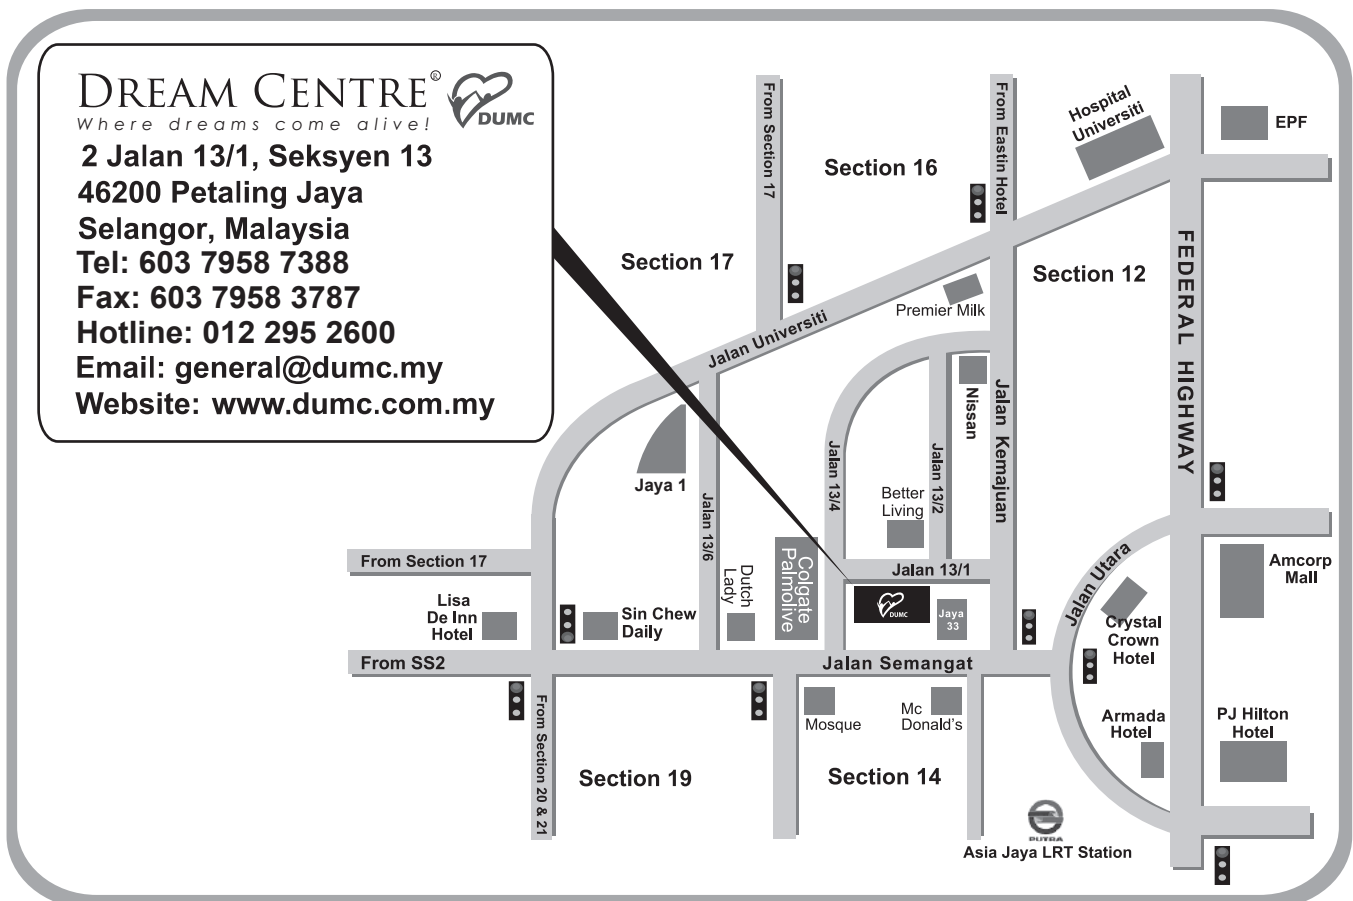 DREAM CENTRE®
Where dreams come alive!
DUMC
2 Jalan 13/1, Seksyen 13
46200 Petaling Jaya
Selangor, Malaysia
Tel: 603 7958 7388
Fax: 603 7958 3787
Hotline: 012 295 2600
Email: general@dumc.my
Website: www.dumc.com.my
From Section 17
Section 16
From Eastin Hotel
Hospital
Universiti
EPF
Section 17
Section 12
FEDERAL HIGHWAY
Premier Milk
Jalan Universiti
Nissan
Jalan Kemajuan
Jaya 1
Jalan 13/6
Jalan 13/4
Jalan 13/2
Better
Living
From Section 17
Dutch
Lady
Colgate
Palmolive
Jalan 13/1
DUMC
Jaya
33
Jalan Utara
Amcorp
Mall
Lisa
De Inn
Hotel
Sin Chew
Daily
Crystal
Crown
Hotel
From SS2
Jalan Semangat
From Section 20 & 21
Mosque
Mc
Donald's
Armada
Hotel
PJ Hilton
Hotel
Section 19
Section 14
PUTRA
Asia Jaya LRT Station